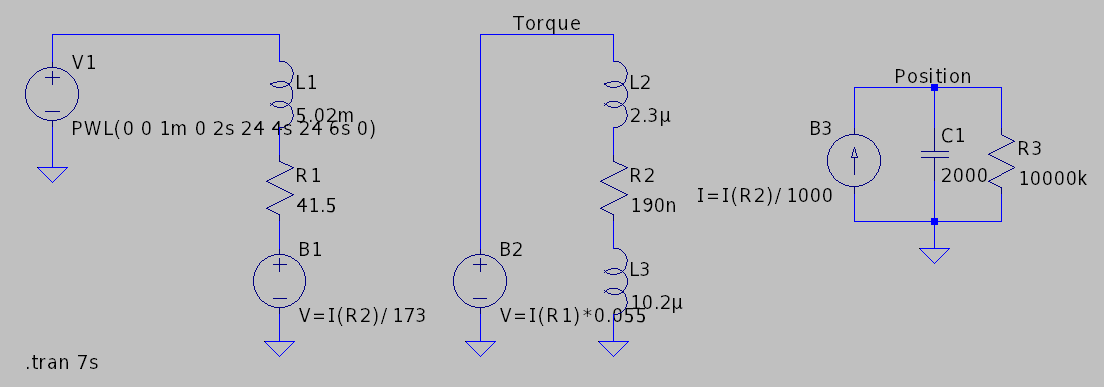 Torque
V1
L1
5.02m
PWL(0 0 1m 0 2s 24 4s 24 6s 0)
R1
41.5
B1
V=I(R2)/173
L2
2.3µ
R2
190n
B2
L3
10.2µ
V=I(R1)*0.055
Position
B3
C1
2000
R3
10000k
I=I(R2)/1000
.tran 7s